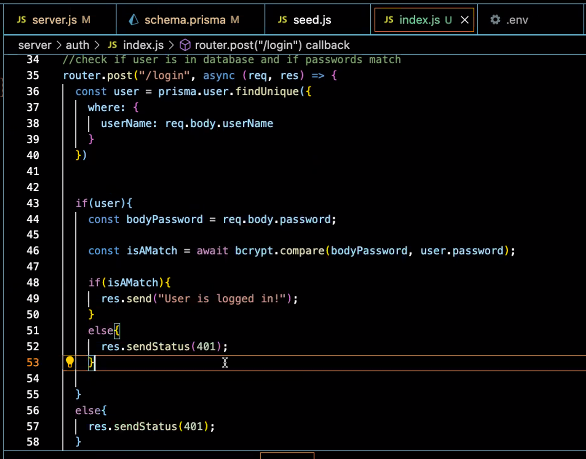 JS server.js M schema.prisma M JS seed.js JS index.js U × .env
server > auth > JS index.js > router.post("/login") callback
34 //check if user is in database and if passwords match
35 router.post("/login", async (req, res) => {
36 const user = prisma.user.findUnique({
37 where: {
38 userName: req.body.userName
39 }
40 })
41
42
43 if(user){
44 const bodyPassword = req.body.password;
45
46 const isAMatch = await bcrypt.compare(bodyPassword, user.password);
47
48 if(isAMatch){
49 res.send("User is logged in!");
50 }
51 else{
52 res.sendStatus(401);
53 }
54
55 }
56 else{
57 res.sendStatus(401);
58 }